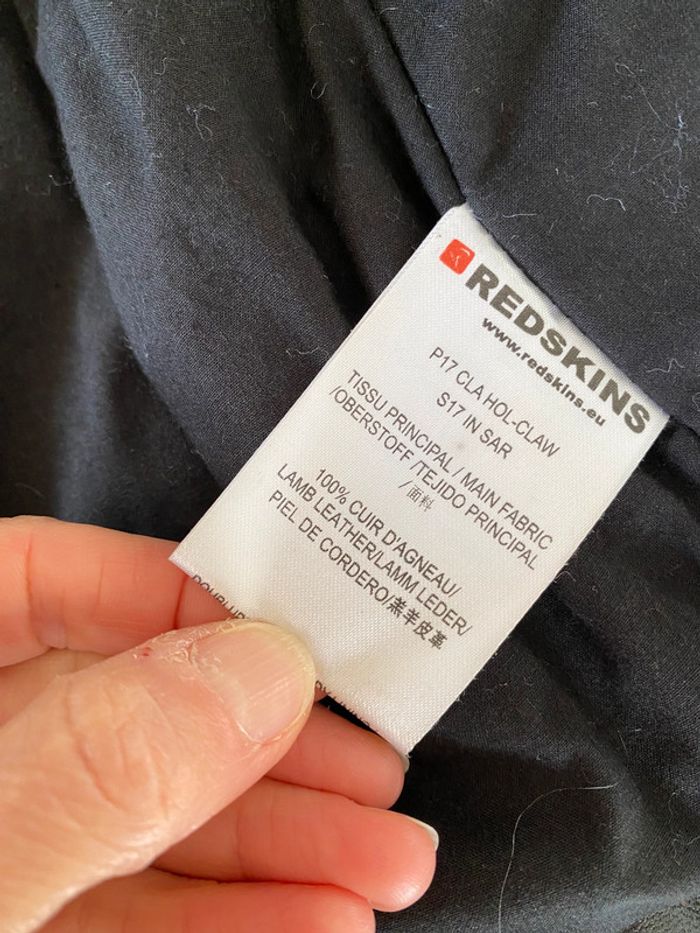 REDSKINS
www.redskins.eu
P17 CLA HOL-CLAW
S17 IN SAR
TISSU PRINCIPAL / MAIN FABRIC
/OBERSTOFF /TEJIDO PRINCIPAL
/ 面料
100% CUIR D'AGNEAU/
LAMB LEATHER/LAMM LEDER/
PIEL DE CORDERO/羔羊皮革